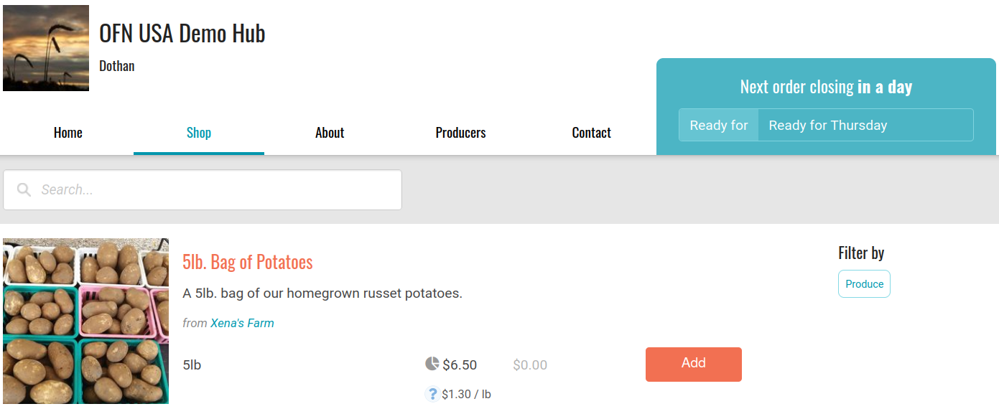 OFN USA Demo Hub
Dothan
Next order closing in a day
Ready for Ready for Thursday
Home Shop About Producers Contact
Search...
5lb. Bag of Potatoes
A 5lb. bag of our homegrown russet potatoes.
from Xena's Farm
5lb $6.50 $0.00 Add
? $1.30 / lb
Filter by
Produce